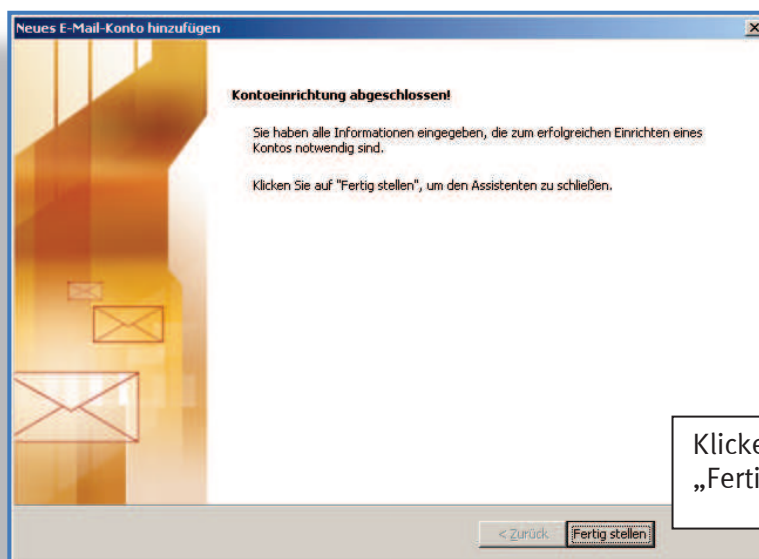 Neues E-Mail-Konto hinzufügen
Kontoeinrichtung abgeschlossen!
Sie haben alle Informationen eingegeben, die zum erfolgreichen Einrichten eines
Kontos notwendig sind.
Klicken Sie auf "Fertig stellen", um den Assistenten zu schließen.
< Zurück
Fertig stellen